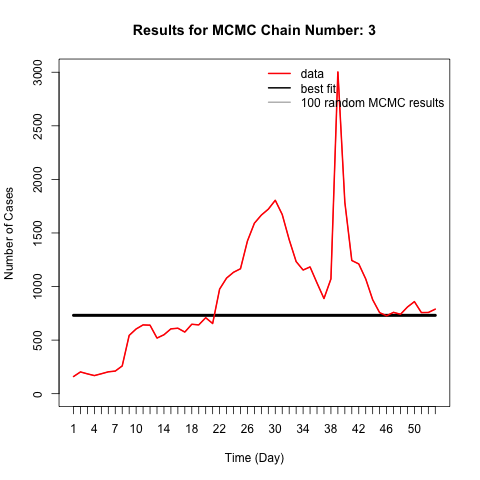 Results for MCMC Chain Number: 3
data
best fit
100 random MCMC results
Number of Cases
3000
2500
2000
1500
1000
500
0
1 4 7 10 14 18 22 26 30 34 38 42 46 50
Time (Day)